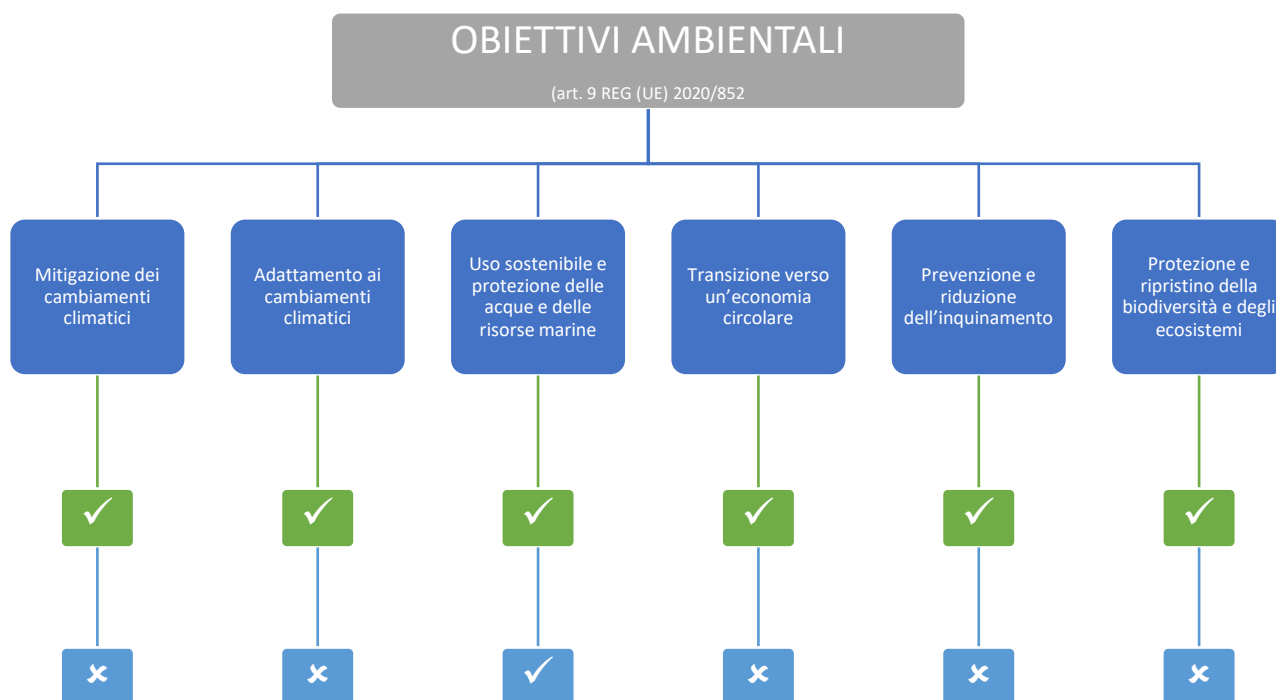 OBIETTIVI AMBIENTALI
(art. 9 REG (UE) 2020/852
Mitigazione dei
cambiamenti
climatici
Adattamento ai
cambiamenti
climatici
Uso sostenibile e
protezione delle
acque e delle
risorse marine
Transizione verso
un’economia
circolare
Prevenzione e
riduzione
dell’inquinamento
Protezione e
ripristino della
biodiversità e degli
ecosistemi
✓ ✓ ✓ ✓ ✓ ✓
✗ ✗ ✓ ✗ ✗ ✗